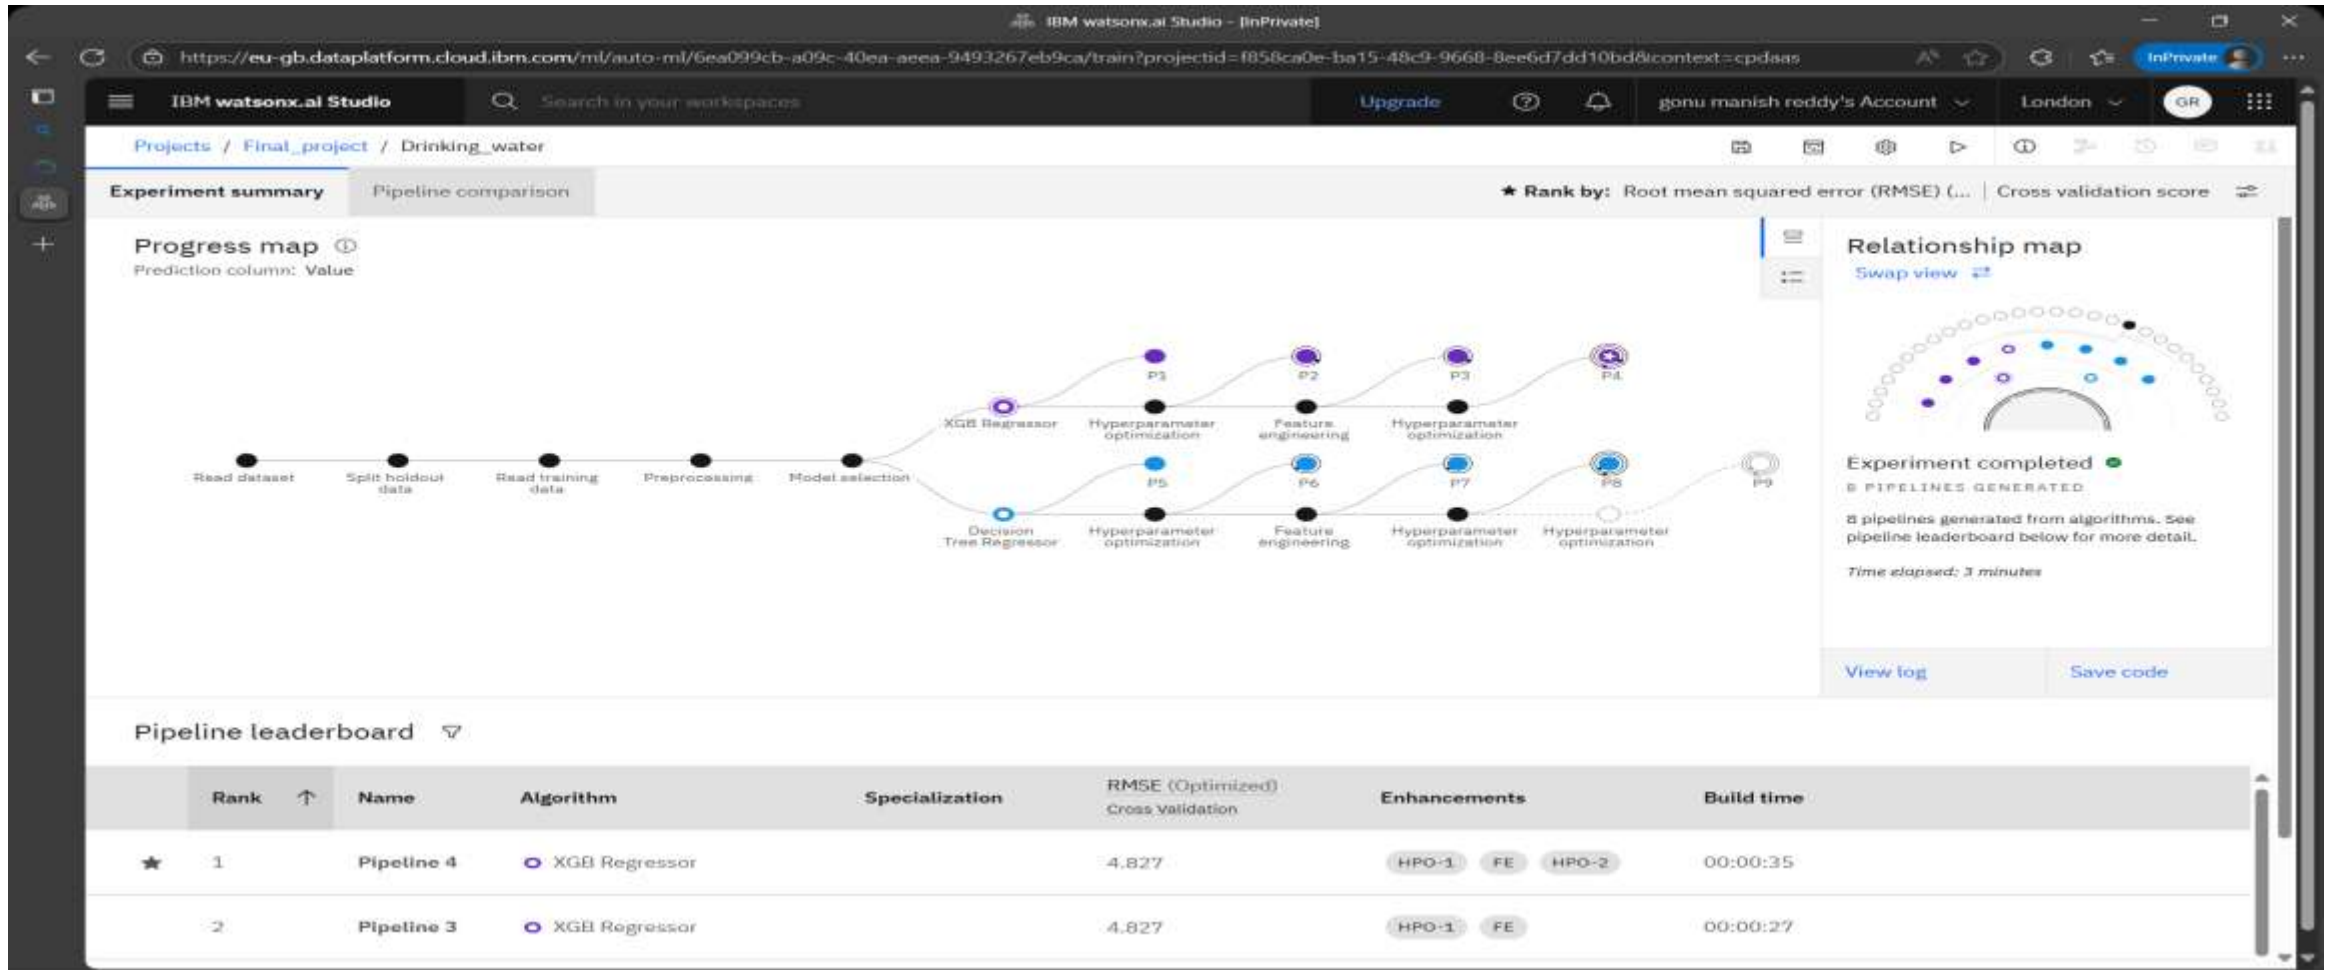 IBM watsonx.ai Studio - [InPrivate]
https://eu-gb.dataplatform.cloud.ibm.com/ml/auto-ml/6ea099cb-a09c-40ea-aeea-9493267eb9ca/train?projectid=f858ca0e-ba15-48c9-9668-8ee6d7dd10bd&context=cpdaas
InPrivate
IBM watsonx.ai Studio
Search in your workspaces
Upgrade
gonu manish reddy's Account
London
GR
Projects / Final_project / Drinking_water
Experiment summary
Pipeline comparison
★ Rank by: Root mean squared error (RMSE) (... | Cross validation score
Progress map
Prediction column: Value
Relationship map
Swap view
P1
P2
P3
P4
XGB Regressor
Hyperparameter optimization
Feature engineering
Hyperparameter optimization
Read dataset
Split holdout data
Read training data
Preprocessing
Model selection
P5
P6
P7
P8
P9
Decision Tree Regressor
Hyperparameter optimization
Feature engineering
Hyperparameter optimization
Hyperparameter optimization
Experiment completed
8 PIPELINES GENERATED
8 pipelines generated from algorithms. See
pipeline leaderboard below for more detail.
Time elapsed: 3 minutes
View log
Save code
Pipeline leaderboard
Rank ↑ Name Algorithm Specialization RMSE (Optimized) Cross Validation Enhancements Build time
★ 1 Pipeline 4 XGB Regressor 4.827 HPO-1 FE HPO-2 00:00:35
2 Pipeline 3 XGB Regressor 4.827 HPO-1 FE 00:00:27